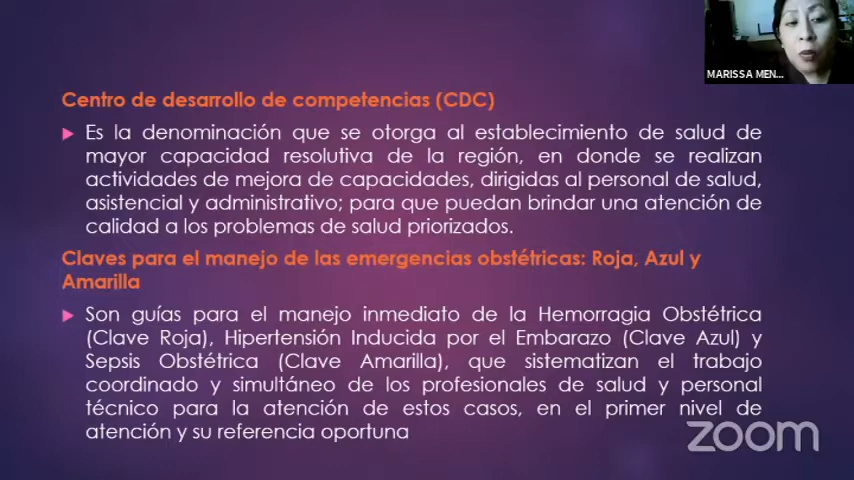 MARISSA MEN...
Centro de desarrollo de competencias (CDC)
Es la denominación que se otorga al establecimiento de salud de
mayor capacidad resolutiva de la región, en donde se realizan
actividades de mejora de capacidades, dirigidas al personal de salud,
asistencial y administrativo; para que puedan brindar una atención de
calidad a los problemas de salud priorizados.
Claves para el manejo de las emergencias obstétricas: Roja, Azul y
Amarilla
Son guías para el manejo inmediato de la Hemorragia Obstétrica
(Clave Roja), Hipertensión Inducida por el Embarazo (Clave Azul) y
Sepsis Obstétrica (Clave Amarilla), que sistematizan el trabajo
coordinado y simultáneo de los profesionales de salud y personal
técnico para la atención de estos casos, en el primer nivel de
atención y su referencia oportuna
zoom